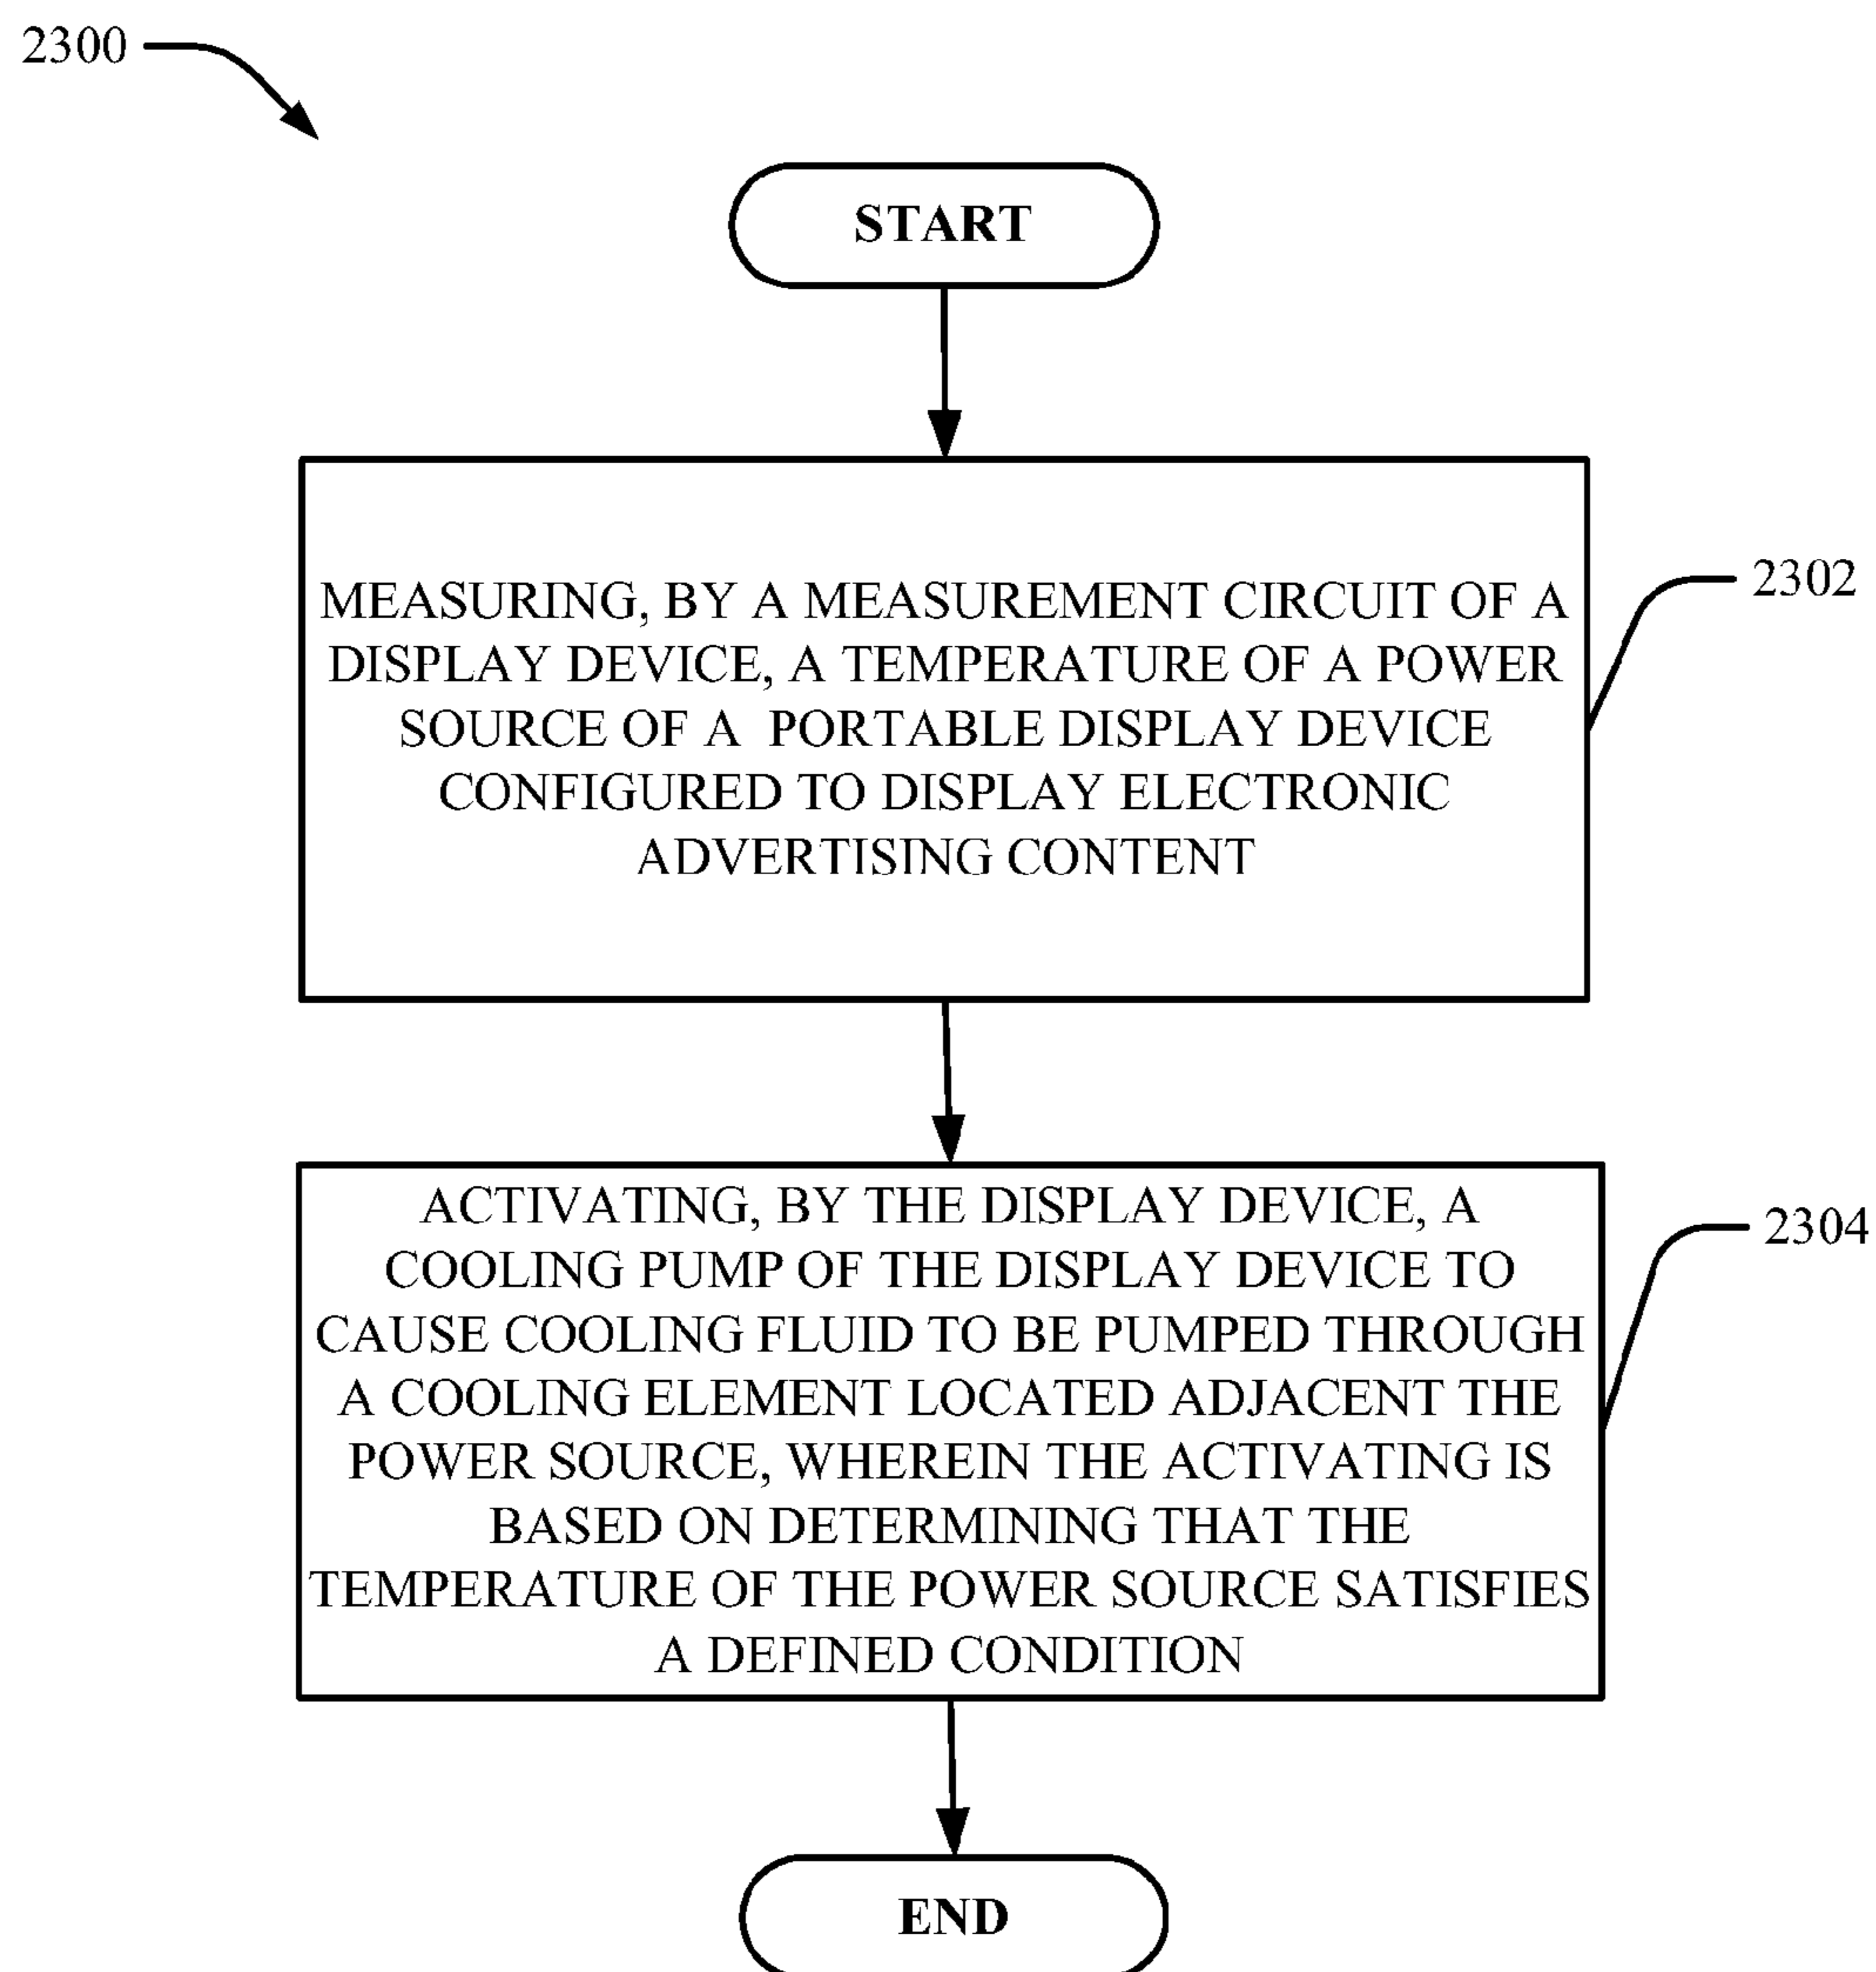 2300
START
MEASURING, BY A MEASUREMENT CIRCUIT OF A
DISPLAY DEVICE, A TEMPERATURE OF A POWER
SOURCE OF A PORTABLE DISPLAY DEVICE
CONFIGURED TO DISPLAY ELECTRONIC
ADVERTISING CONTENT
2302
ACTIVATING, BY THE DISPLAY DEVICE, A
COOLING PUMP OF THE DISPLAY DEVICE TO
CAUSE COOLING FLUID TO BE PUMPED THROUGH
A COOLING ELEMENT LOCATED ADJACENT THE
POWER SOURCE, WHEREIN THE ACTIVATING IS
BASED ON DETERMINING THAT THE
TEMPERATURE OF THE POWER SOURCE SATISFIES
A DEFINED CONDITION
2304
END